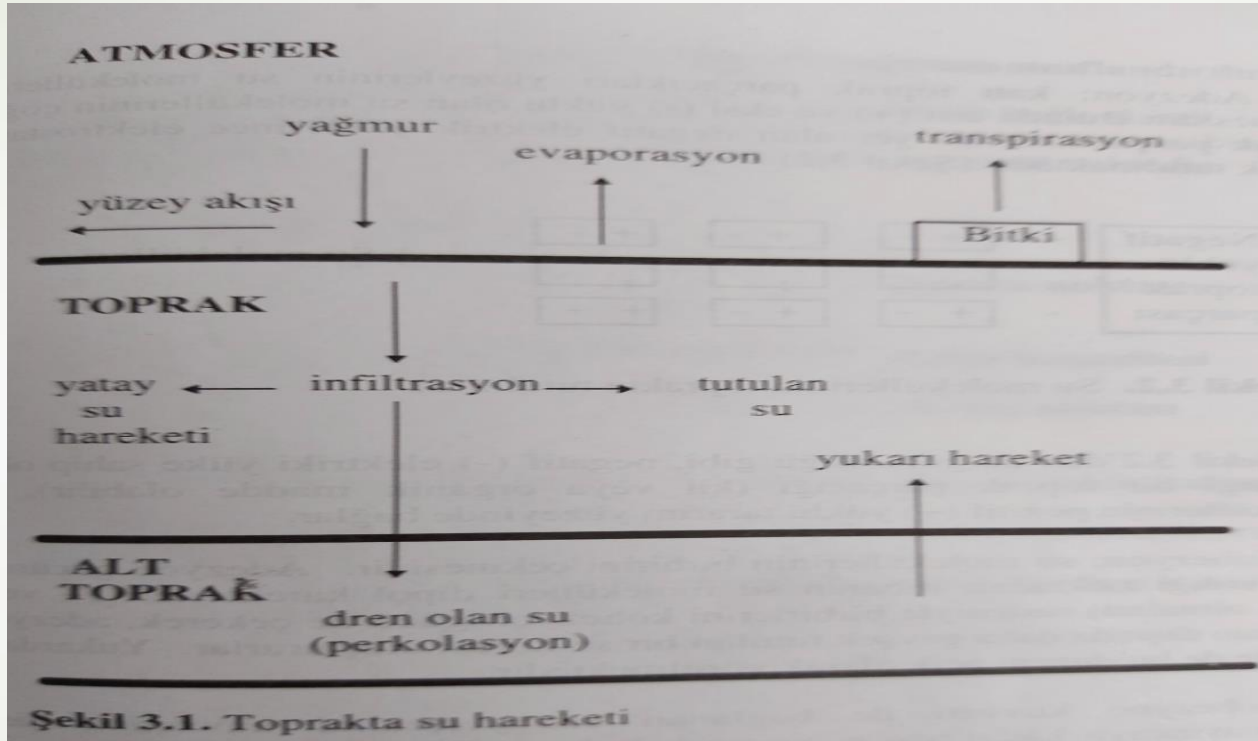 ATMOSFER
yağmur
evaporasyon
transpirasyon
yüzey akışı
Bitki
TOPRAK
yatay su hareketi
infiltrasyon
tutulan su
yukarı hareket
ALT TOPRAK
dren olan su
(perkolasyon)
Şekil 3.1. Toprakta su hareketi